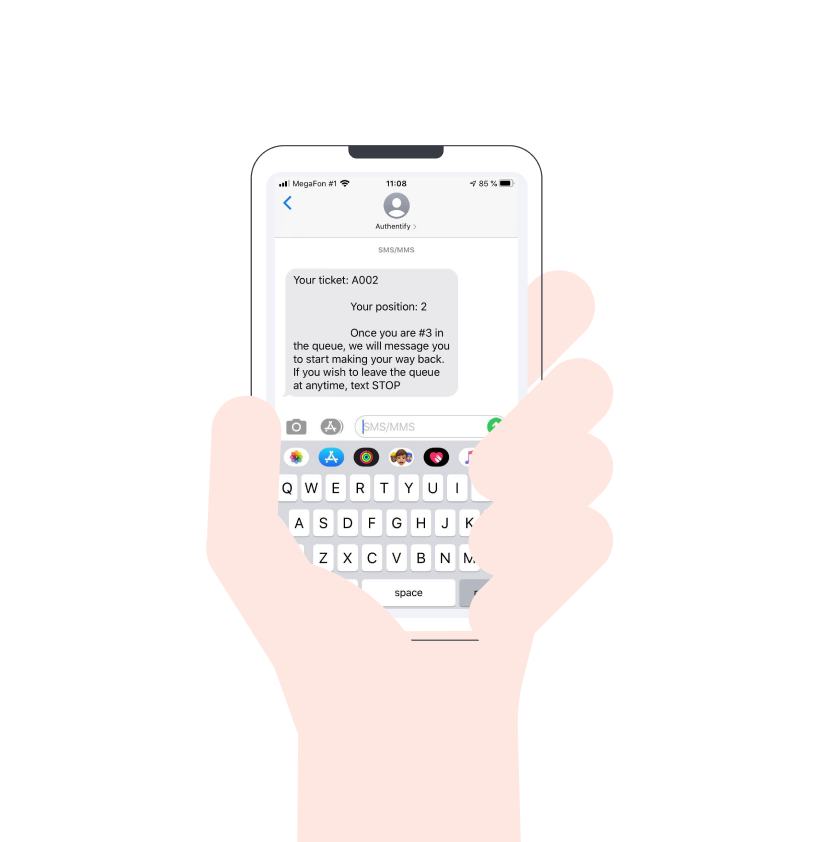 MegaFon #1 11:08 85 %
Authentify
SMS/MMS
Your ticket: A002
Your position: 2
Once you are #3 in
the queue, we will message you
to start making your way back.
If you wish to leave the queue
at anytime, text STOP
SMS/MMS
Q W E R T Y U I
A S D F G H J K
Z X C V B N M
space